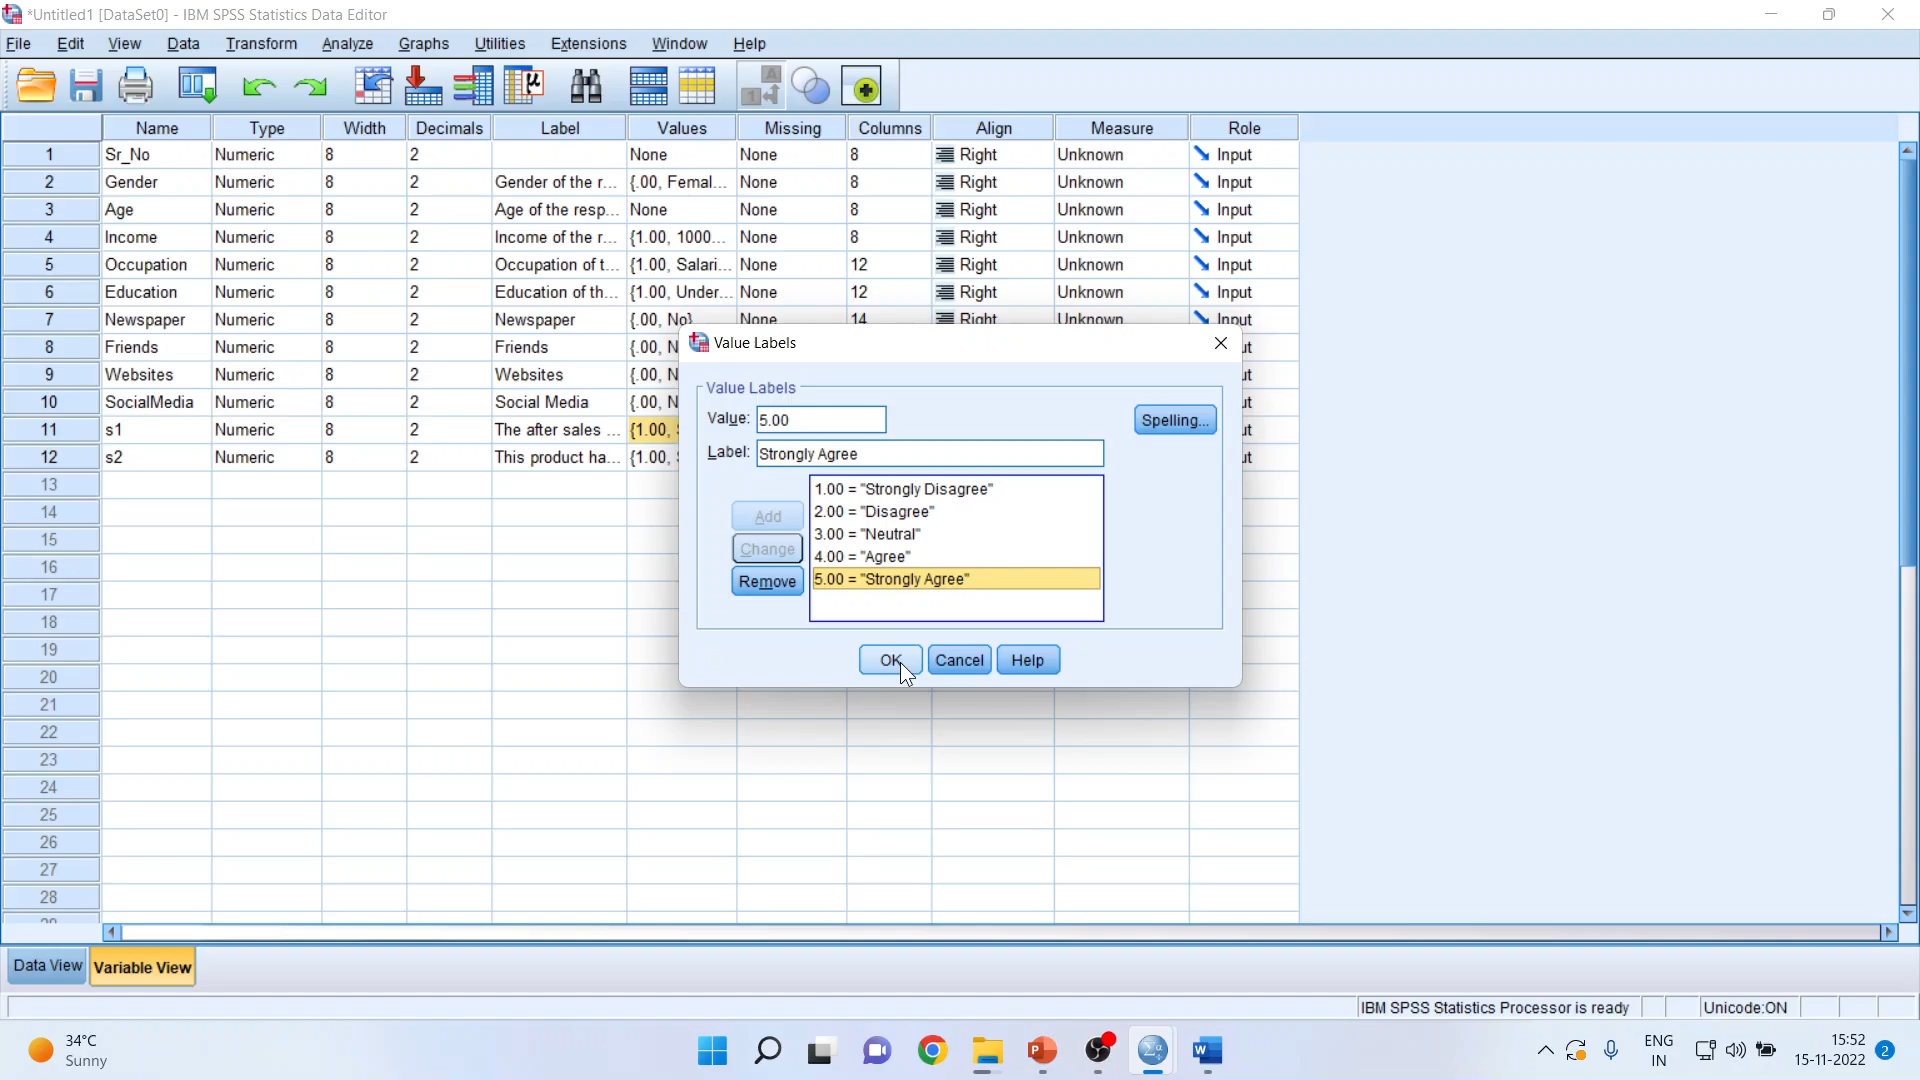 *Untitled1 [DataSet0] - IBM SPSS Statistics Data Editor
File Edit View Data Transform Analyze Graphs Utilities Extensions Window Help
Name Type Width Decimals Label Values Missing Columns Align Measure Role
1 Sr_No Numeric 8 2 None None 8 Right Unknown Input
2 Gender Numeric 8 2 Gender of the r... {.00, Femal... None 8 Right Unknown Input
3 Age Numeric 8 2 Age of the resp... None None 8 Right Unknown Input
4 Income Numeric 8 2 Income of the r... {1.00, 1000... None 8 Right Unknown Input
5 Occupation Numeric 8 2 Occupation of t... {1.00, Salari... None 12 Right Unknown Input
6 Education Numeric 8 2 Education of th... {1.00, Under... None 12 Right Unknown Input
7 Newspaper Numeric 8 2 Newspaper {.00, No} None 14 Right Unknown Input
8 Friends Numeric 8 2 Friends {.00, N
9 Websites Numeric 8 2 Websites {.00, N
10 SocialMedia Numeric 8 2 Social Media {.00, N
11 s1 Numeric 8 2 The after sales ... {1.00,
12 s2 Numeric 8 2 This product ha... {1.00,
13
14
15
16
17
18
19
20
21
22
23
24
25
26
27
28
Value Labels
Value Labels
Value: 5.00 Spelling...
Label: Strongly Agree
1.00 = "Strongly Disagree"
2.00 = "Disagree"
3.00 = "Neutral"
4.00 = "Agree"
5.00 = "Strongly Agree"
Add
Change
Remove
OK Cancel Help
Data View Variable View
IBM SPSS Statistics Processor is ready Unicode:ON
34°C
Sunny
ENG
IN
15:52
15-11-2022
2